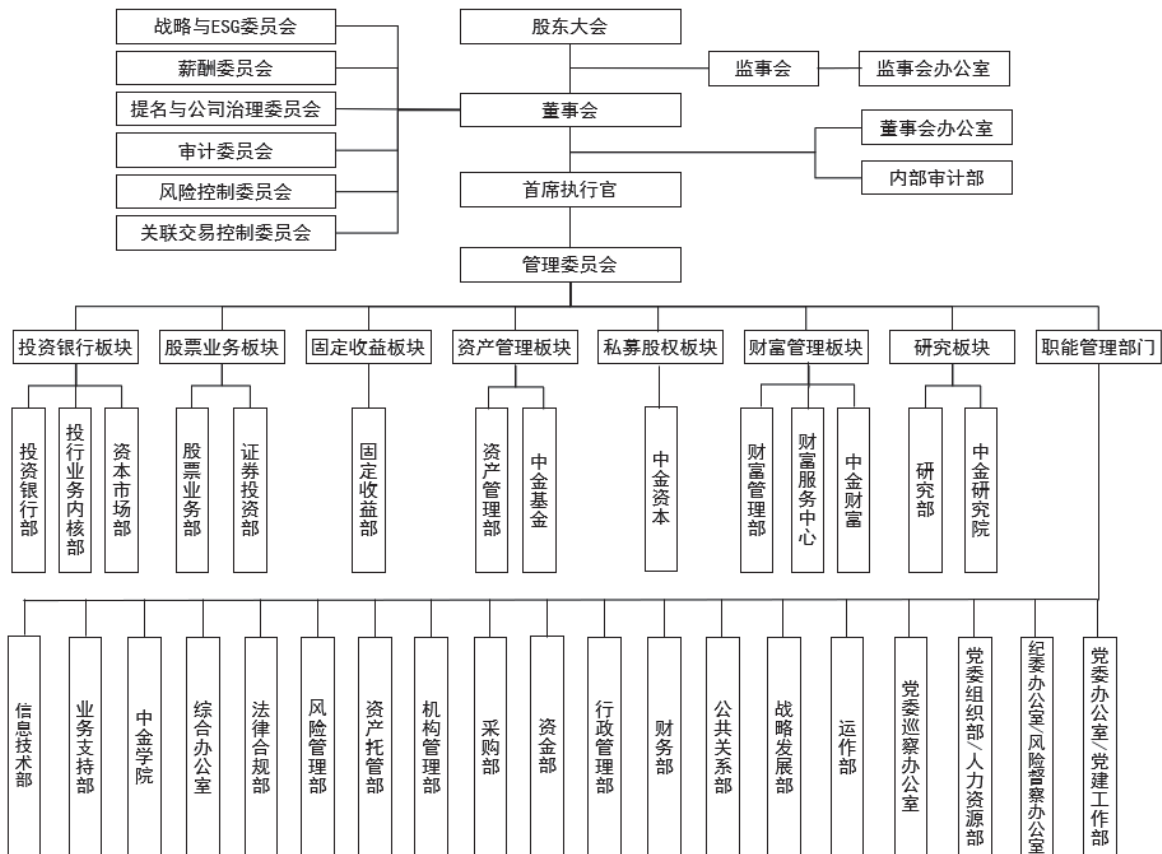 战略与ESG委员会
股东大会
薪酬委员会
监事会
监事会办公室
提名与公司治理委员会
董事会
董事会办公室
审计委员会
内部审计部
风险控制委员会
首席执行官
关联交易控制委员会
管理委员会
投资银行板块
股票业务板块
固定收益板块
资产管理板块
私募股权板块
财富管理板块
研究板块
职能管理部门
投资银行部
投行业务内核部
资本市场部
股票业务部
证券投资部
固定收益部
资产管理部
中金基金
中金资本
财富管理部
财富服务中心
中金财富
研究部
中金研究院
信息技术部
业务支持部
中金学院
综合办公室
法律合规部
风险管理部
资产托管部
机构管理部
采购部
资金部
行政管理部
财务部
公共关系部
战略发展部
运作部
党委巡察办公室
党委组织部/人力资源部
纪委办公室/风险督察办公室
党委办公室/党建工作部